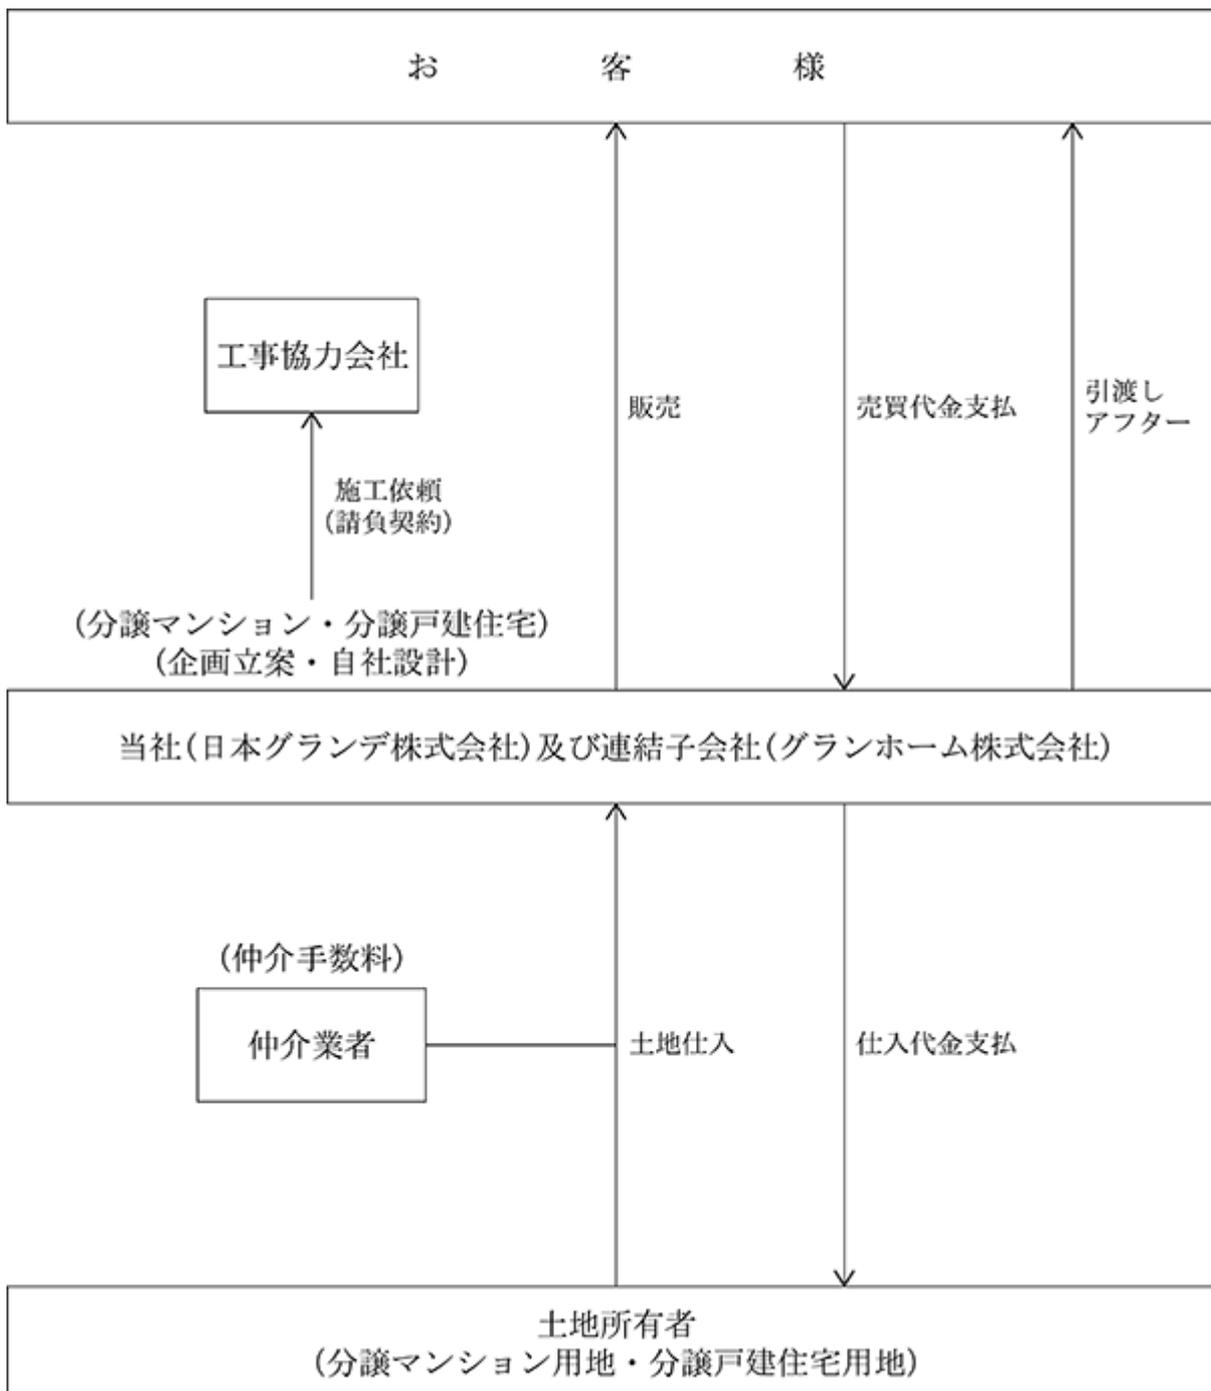 お客様
工事協力会社
販売
売買代金支払
引渡し
アフター
施工依頼
(請負契約)
(分譲マンション・分譲戸建住宅)
(企画立案・自社設計)
当社(日本グランデ株式会社)及び連結子会社(グランホーム株式会社)
(仲介手数料)
仲介業者
土地仕入
仕入代金支払
土地所有者
(分譲マンション用地・分譲戸建住宅用地)